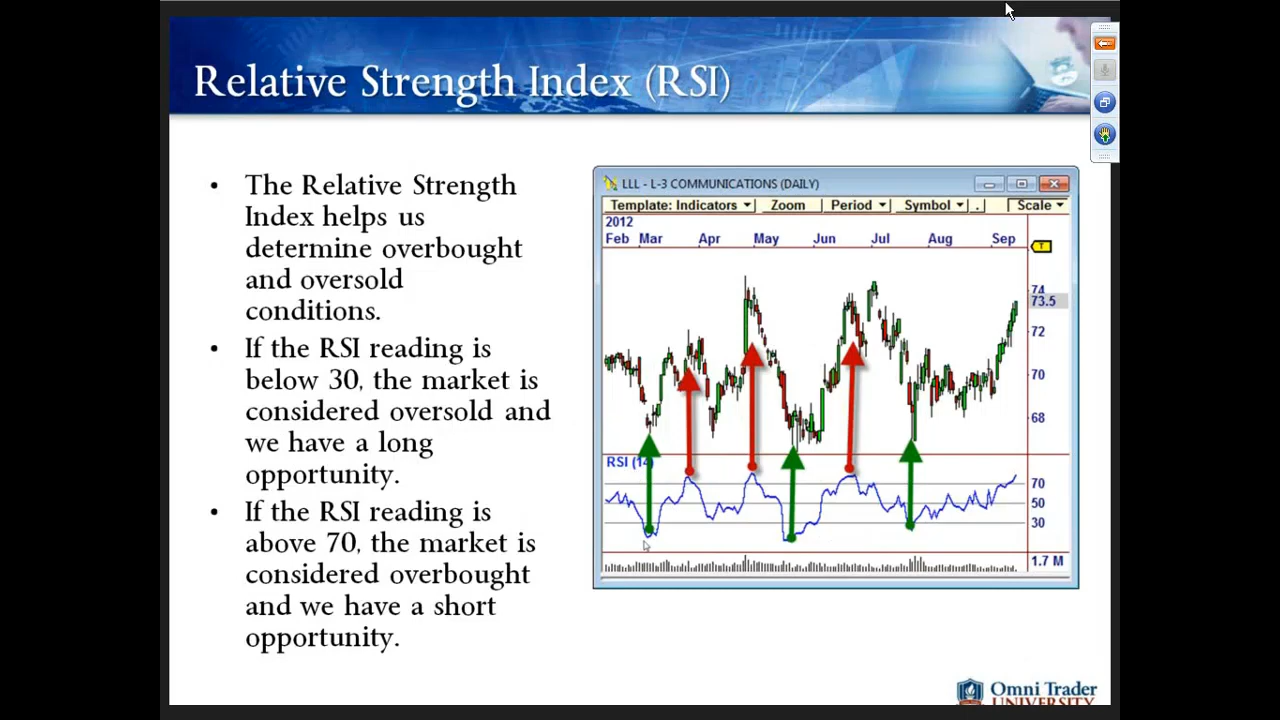 Relative Strength Index (RSI)
• The Relative Strength
Index helps us
determine overbought
and oversold
conditions.
• If the RSI reading is
below 30, the market is
considered oversold and
we have a long
opportunity.
• If the RSI reading is
above 70, the market is
considered overbought
and we have a short
opportunity.
LLL - L-3 COMMUNICATIONS (DAILY)
Template: Indicators Zoom Period Symbol . Scale
2012
Feb Mar Apr May Jun Jul Aug Sep
T
74
73.5
72
70
68
RSI (14)
70
50
30
1.7 M
Omni Trader
UNIVERSITY